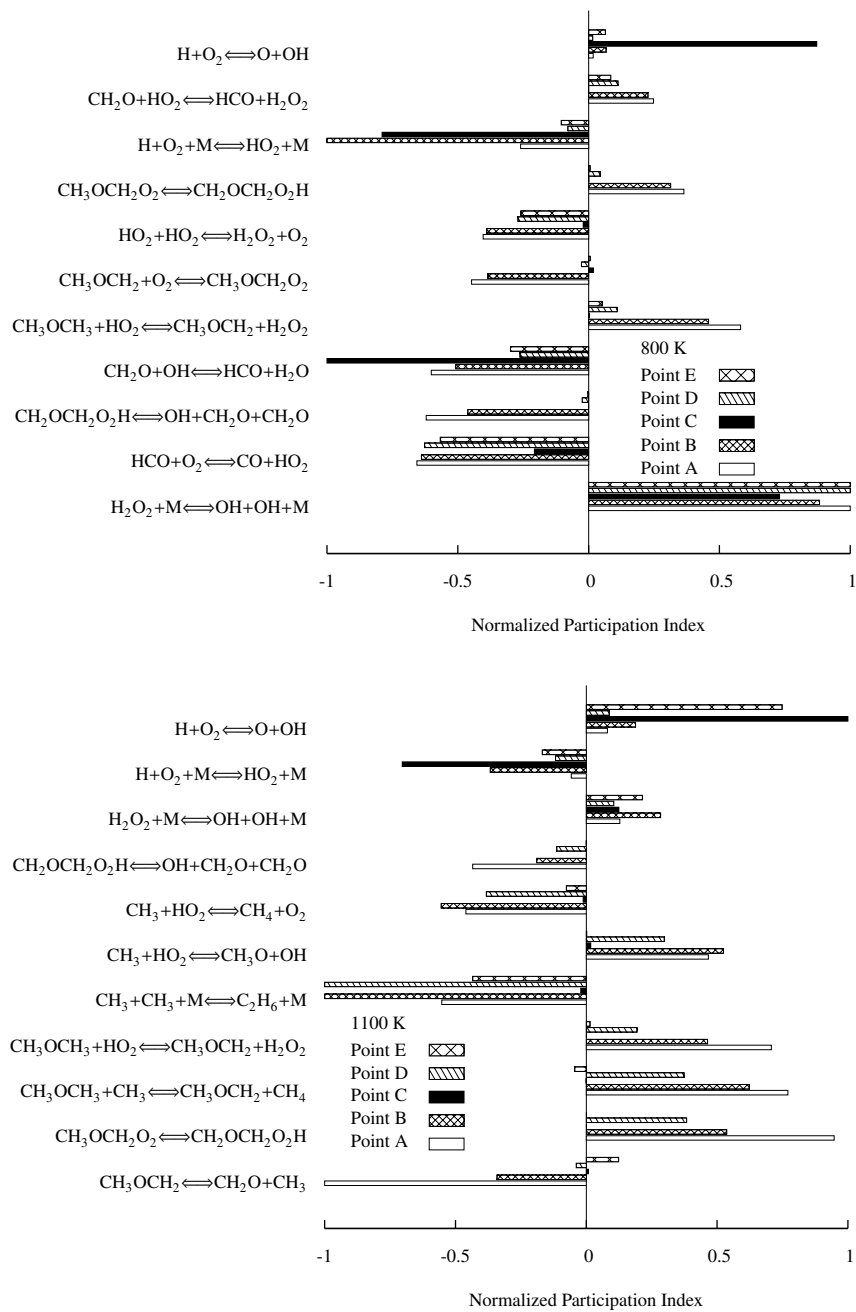 H+O₂⟺O+OH
CH₂O+HO₂⟺HCO+H₂O₂
H+O₂+M⟺HO₂+M
CH₃OCH₂O₂⟺CH₂OCH₂O₂H
HO₂+HO₂⟺H₂O₂+O₂
CH₃OCH₂+O₂⟺CH₃OCH₂O₂
CH₃OCH₃+HO₂⟺CH₃OCH₂+H₂O₂
CH₂O+OH⟺HCO+H₂O
CH₂OCH₂O₂H⟺OH+CH₂O+CH₂O
HCO+O₂⟺CO+HO₂
H₂O₂+M⟺OH+OH+M
800 K
Point E
Point D
Point C
Point B
Point A
-1 -0.5 0 0.5 1
Normalized Participation Index
H+O₂⟺O+OH
H+O₂+M⟺HO₂+M
H₂O₂+M⟺OH+OH+M
CH₂OCH₂O₂H⟺OH+CH₂O+CH₂O
CH₃+HO₂⟺CH₄+O₂
CH₃+HO₂⟺CH₃O+OH
CH₃+CH₃+M⟺C₂H₆+M
CH₃OCH₃+HO₂⟺CH₃OCH₂+H₂O₂
CH₃OCH₃+CH₃⟺CH₃OCH₂+CH₄
CH₃OCH₂O₂⟺CH₂OCH₂O₂H
CH₃OCH₂⟺CH₂O+CH₃
1100 K
Point E
Point D
Point C
Point B
Point A
-1 -0.5 0 0.5 1
Normalized Participation Index